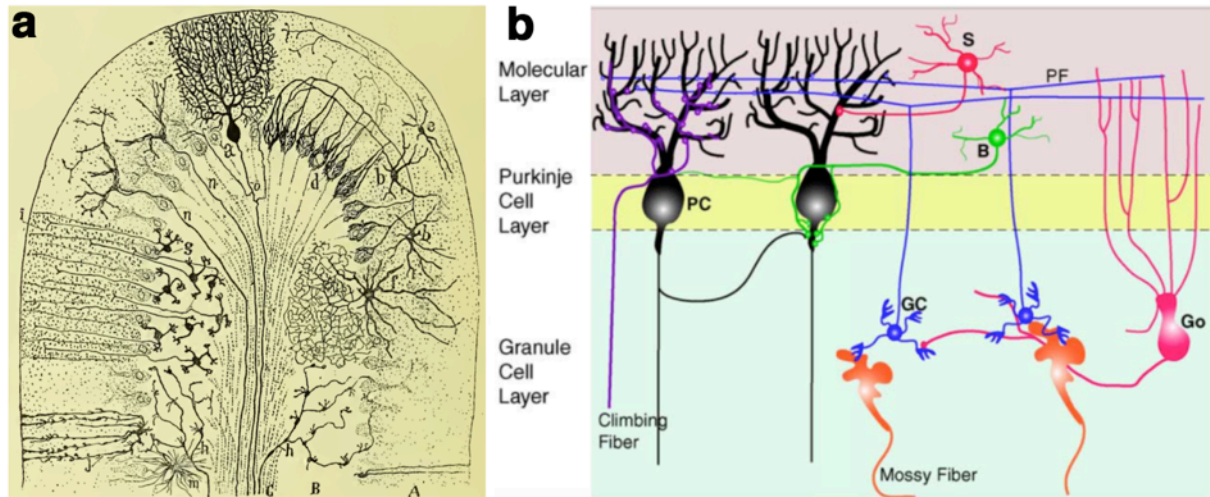 a
b
Molecular
Layer
Purkinje
Cell
Layer
Granule
Cell
Layer
S
PF
B
PC
GC
Go
Climbing
Fiber
Mossy Fiber
a
o
n
d
b
e
n
i
g
b
f
h
h
j
m
B
A